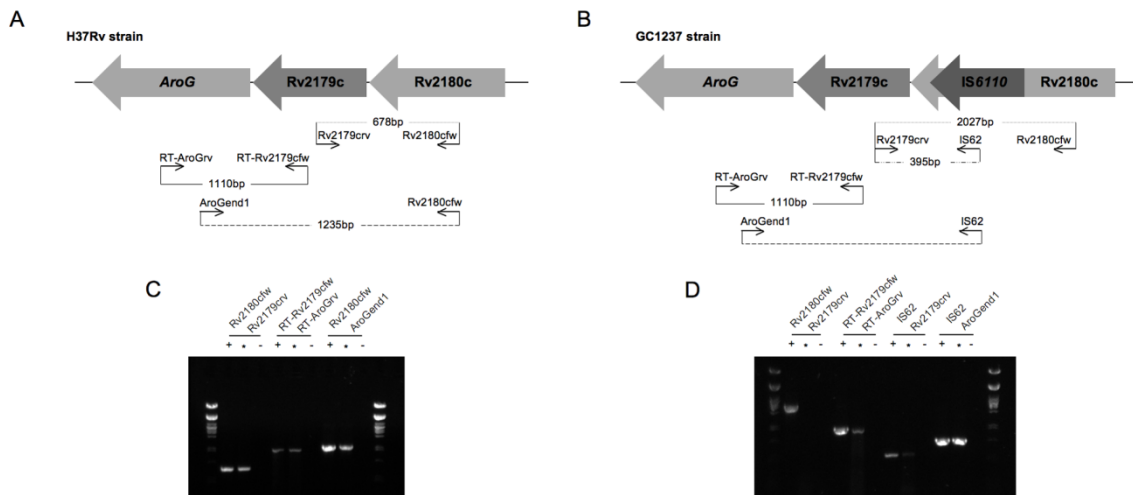 A
H37Rv strain
AroG
Rv2179c
Rv2180c
678bp
Rv2179crv
Rv2180cfw
RT-AroGrv
RT-Rv2179cfw
1110bp
AroGend1
Rv2180cfw
1235bp
B
GC1237 strain
AroG
Rv2179c
IS6110
Rv2180c
2027bp
Rv2179crv
IS62
Rv2180cfw
395bp
RT-AroGrv
RT-Rv2179cfw
1110bp
AroGend1
IS62
C
Rv2180cfw
Rv2179crv
RT-Rv2179cfw
RT-AroGrv
Rv2180cfw
AroGend1
+ * - + * - + * -
D
Rv2180cfw
Rv2179crv
RT-Rv2179cfw
RT-AroGrv
IS62
Rv2179crv
IS62
AroGend1
+ * - + * - + * - + * -